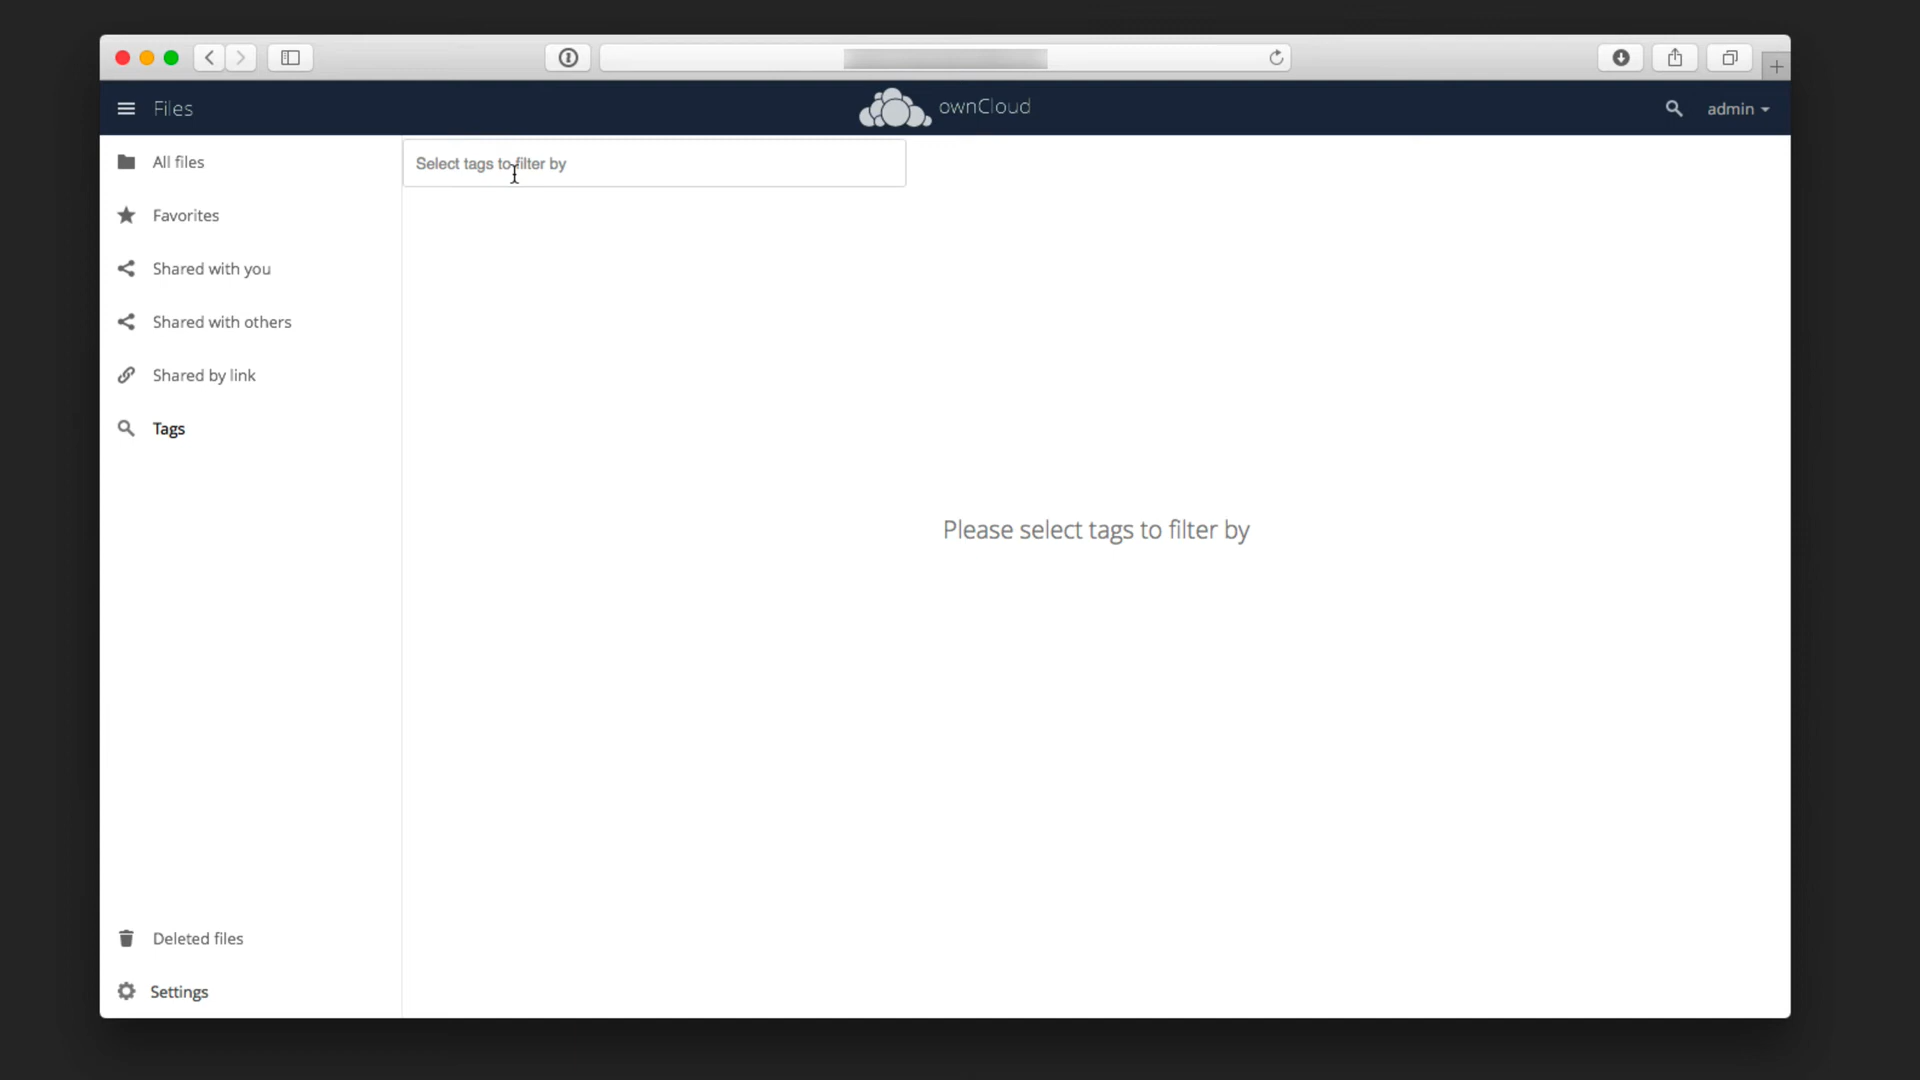 Files
ownCloud
admin
All files
Select tags to filter by
Favorites
Shared with you
Shared with others
Shared by link
Tags
Please select tags to filter by
Deleted files
Settings